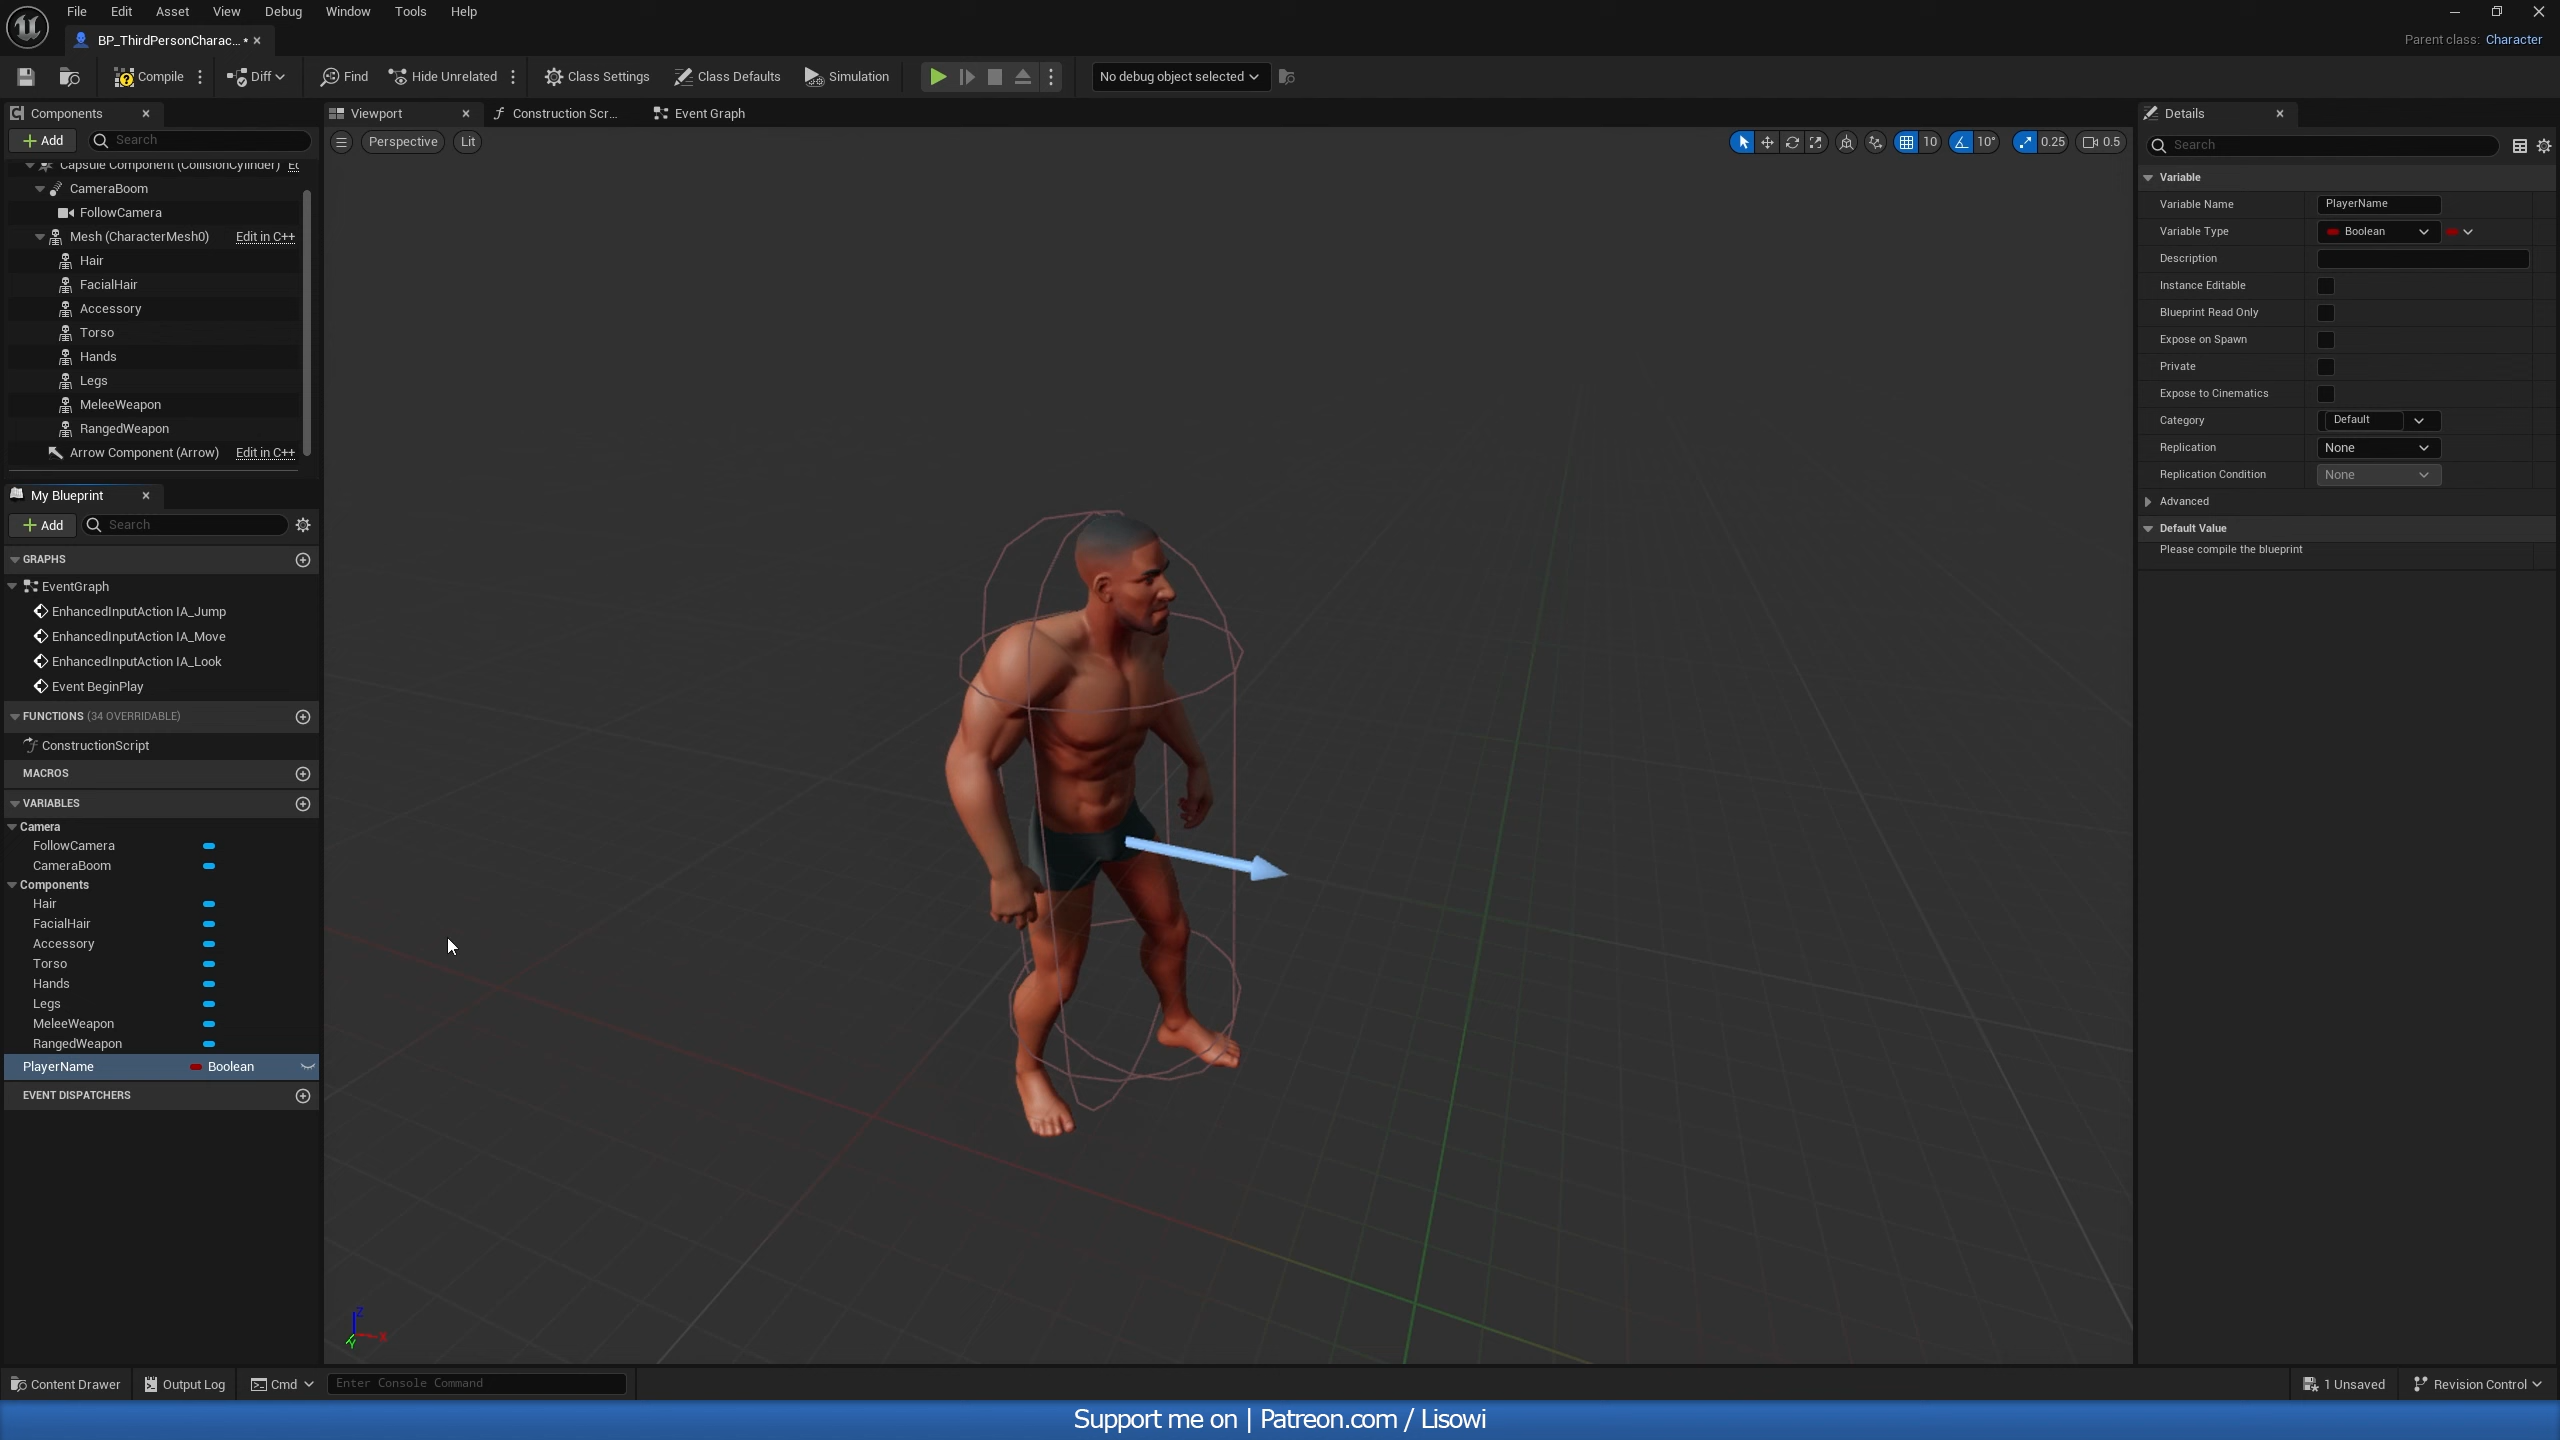 File Edit Asset View Debug Window Tools Help
BP_ThirdPersonCharac... •
Parent class: Character
Compile Diff Find Hide Unrelated Class Settings Class Defaults Simulation No debug object selected
Components
Viewport Construction Scr... Event Graph
Details
Add Search
Perspective Lit
10 10° 0.25 0.5
Search
Capsule Component (CollisionCylinder)
CameraBoom
FollowCamera
Mesh (CharacterMesh0) Edit in C++
Hair
FacialHair
Accessory
Torso
Hands
Legs
MeleeWeapon
RangedWeapon
Arrow Component (Arrow) Edit in C++
My Blueprint
Add Search
GRAPHS
EventGraph
EnhancedInputAction IA_Jump
EnhancedInputAction IA_Move
EnhancedInputAction IA_Look
Event BeginPlay
FUNCTIONS (34 OVERRIDABLE)
ConstructionScript
MACROS
VARIABLES
Camera
FollowCamera
CameraBoom
Components
Hair
FacialHair
Accessory
Torso
Hands
Legs
MeleeWeapon
RangedWeapon
PlayerName Boolean
EVENT DISPATCHERS
Z
X
Y
Variable
Variable Name PlayerName
Variable Type Boolean
Description
Instance Editable
Blueprint Read Only
Expose on Spawn
Private
Expose to Cinematics
Category Default
Replication None
Replication Condition None
Advanced
Default Value
Please compile the blueprint
Content Drawer Output Log Cmd Enter Console Command
1 Unsaved Revision Control
Support me on | Patreon.com / Lisowi